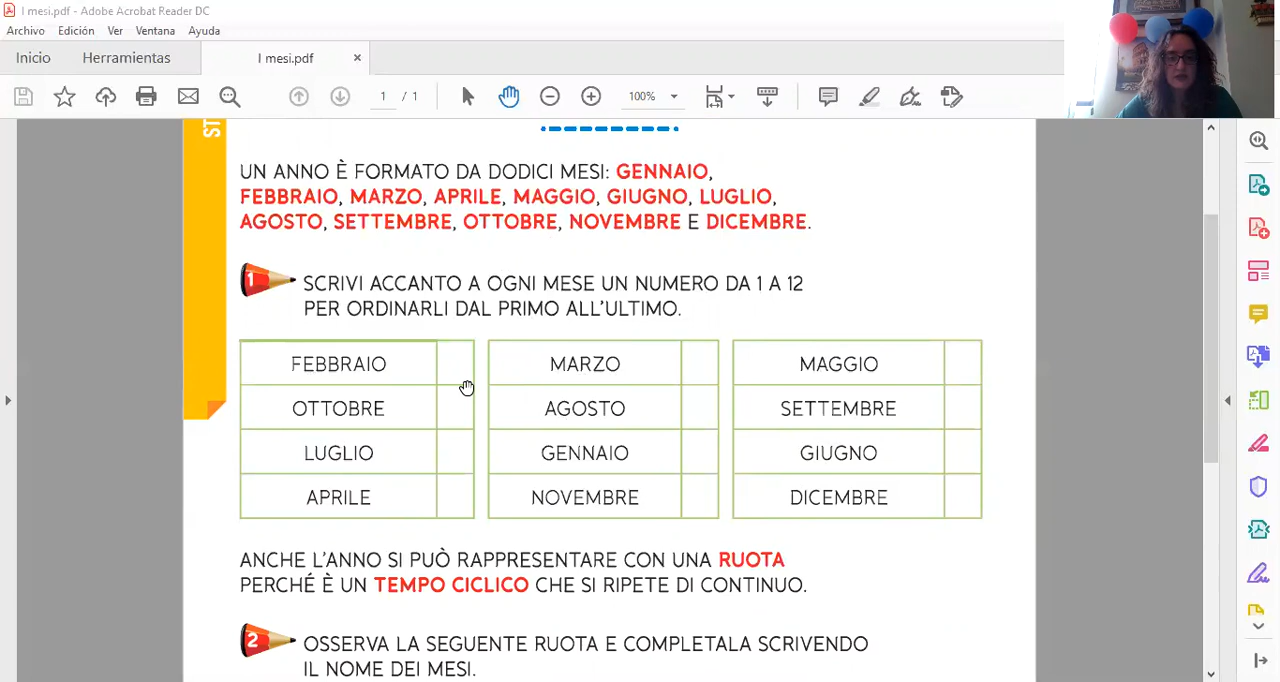 I mesi.pdf - Adobe Acrobat Reader DC
Archivo Edición Ver Ventana Ayuda
Inicio Herramientas I mesi.pdf ×
1 / 1 100%
ST
UN ANNO È FORMATO DA DODICI MESI: GENNAIO,
FEBBRAIO, MARZO, APRILE, MAGGIO, GIUGNO, LUGLIO,
AGOSTO, SETTEMBRE, OTTOBRE, NOVEMBRE E DICEMBRE.
1 SCRIVI ACCANTO A OGNI MESE UN NUMERO DA 1 A 12
PER ORDINARLI DAL PRIMO ALL'ULTIMO.
FEBBRAIO MARZO MAGGIO
OTTOBRE AGOSTO SETTEMBRE
LUGLIO GENNAIO GIUGNO
APRILE NOVEMBRE DICEMBRE
ANCHE L'ANNO SI PUÒ RAPPRESENTARE CON UNA RUOTA
PERCHÉ È UN TEMPO CICLICO CHE SI RIPETE DI CONTINUO.
2 OSSERVA LA SEGUENTE RUOTA E COMPLETALA SCRIVENDO
IL NOME DEI MESI.